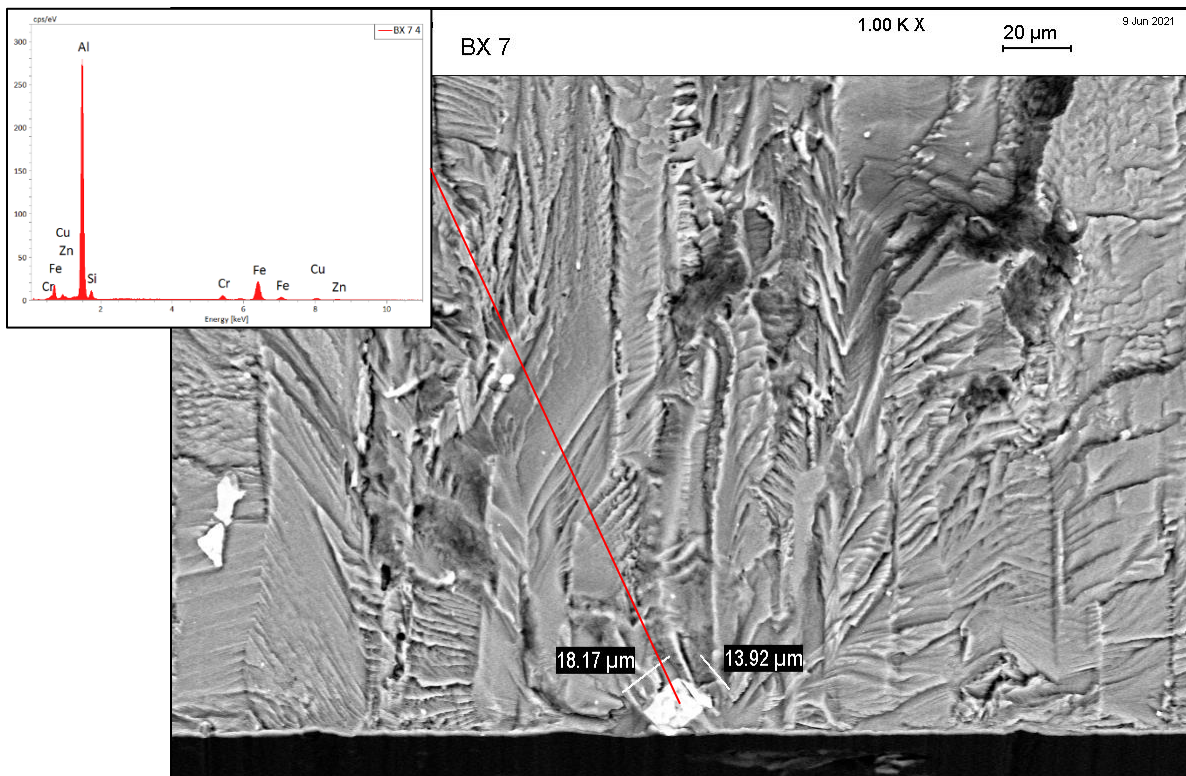 cps/eV
BX 7 4
300
250
200
150
100
50
0
Al
Cu
Zn
Fe
Cr
Si
Cr
Fe
Fe
Cu
Zn
2
4
6
8
10
Energy [keV]
BX 7
1.00 K X
20 µm
9 Jun 2021
18.17 µm
13.92 µm